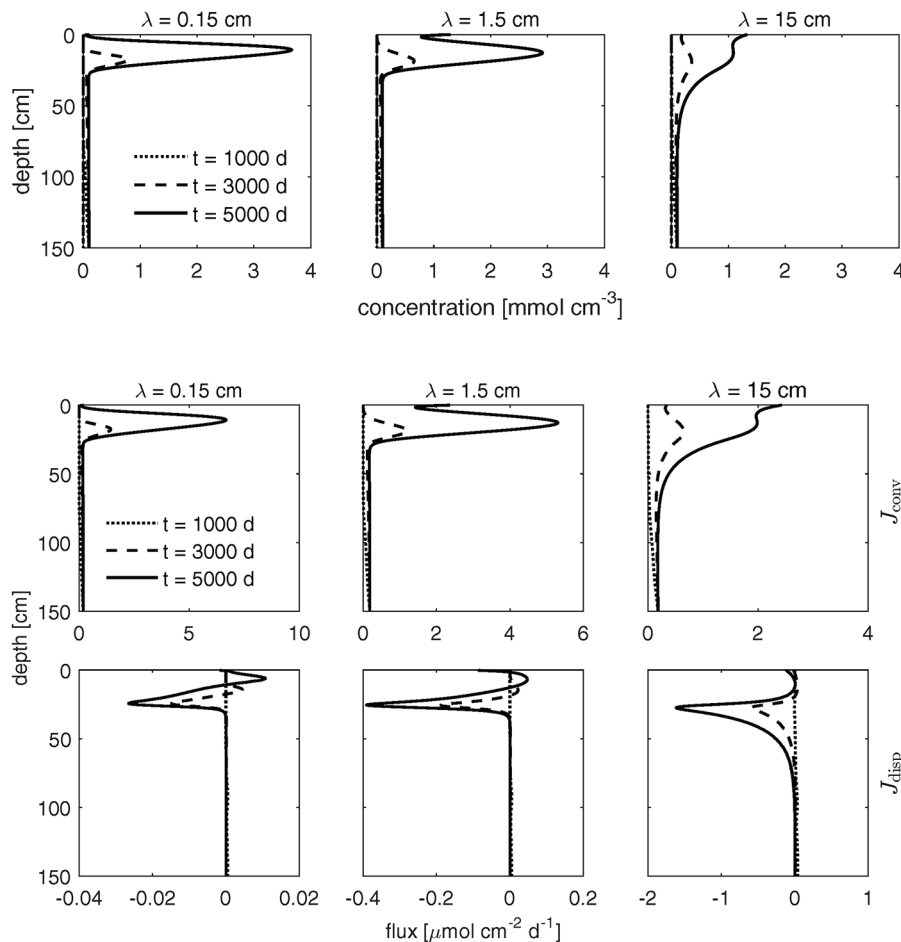 λ = 0.15 cm λ = 1.5 cm λ = 15 cm
0
50
100
150
depth [cm]
t = 1000 d
t = 3000 d
t = 5000 d
0 1 2 3 4 0 1 2 3 4 0 1 2 3 4
concentration [mmol cm⁻³]
λ = 0.15 cm λ = 1.5 cm λ = 15 cm
0
50
100
150
t = 1000 d
t = 3000 d
t = 5000 d
J_conv
0 5 10 0 2 4 6 0 2 4
depth [cm]
0
50
100
150
J_disp
-0.04 -0.02 0 0.02 -0.4 -0.2 0 0.2 -2 -1 0 1
flux [μmol cm⁻² d⁻¹]